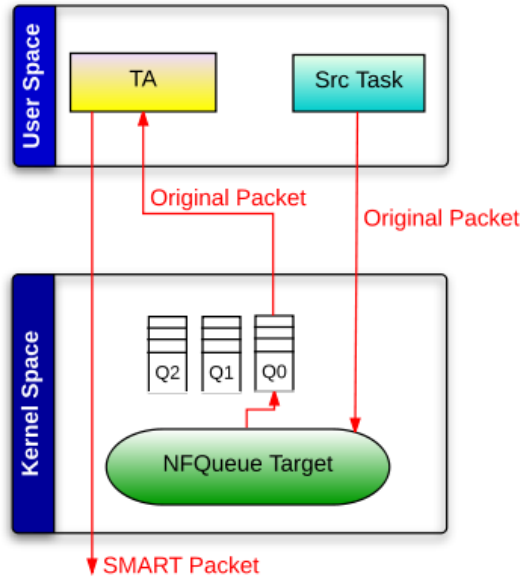 User Space
TA
Src Task
Original Packet
Original Packet
Kernel Space
Q2
Q1
Q0
NFQueue Target
SMART Packet